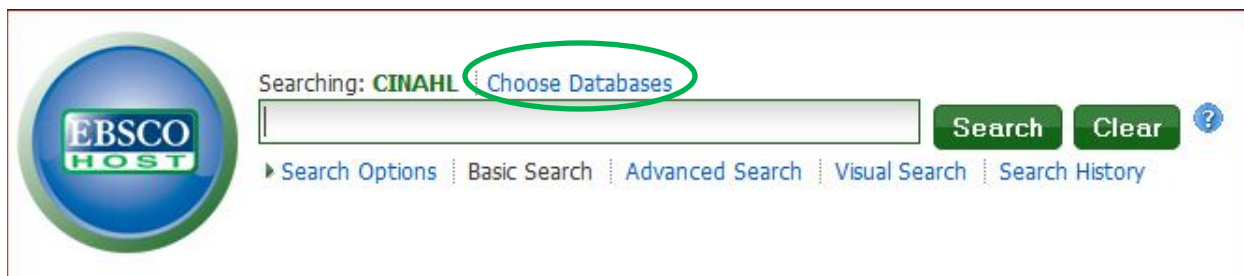 Searching: CINAHL Choose Databases
EBSCO
HOST
Search Clear ?
Search Options Basic Search Advanced Search Visual Search Search History